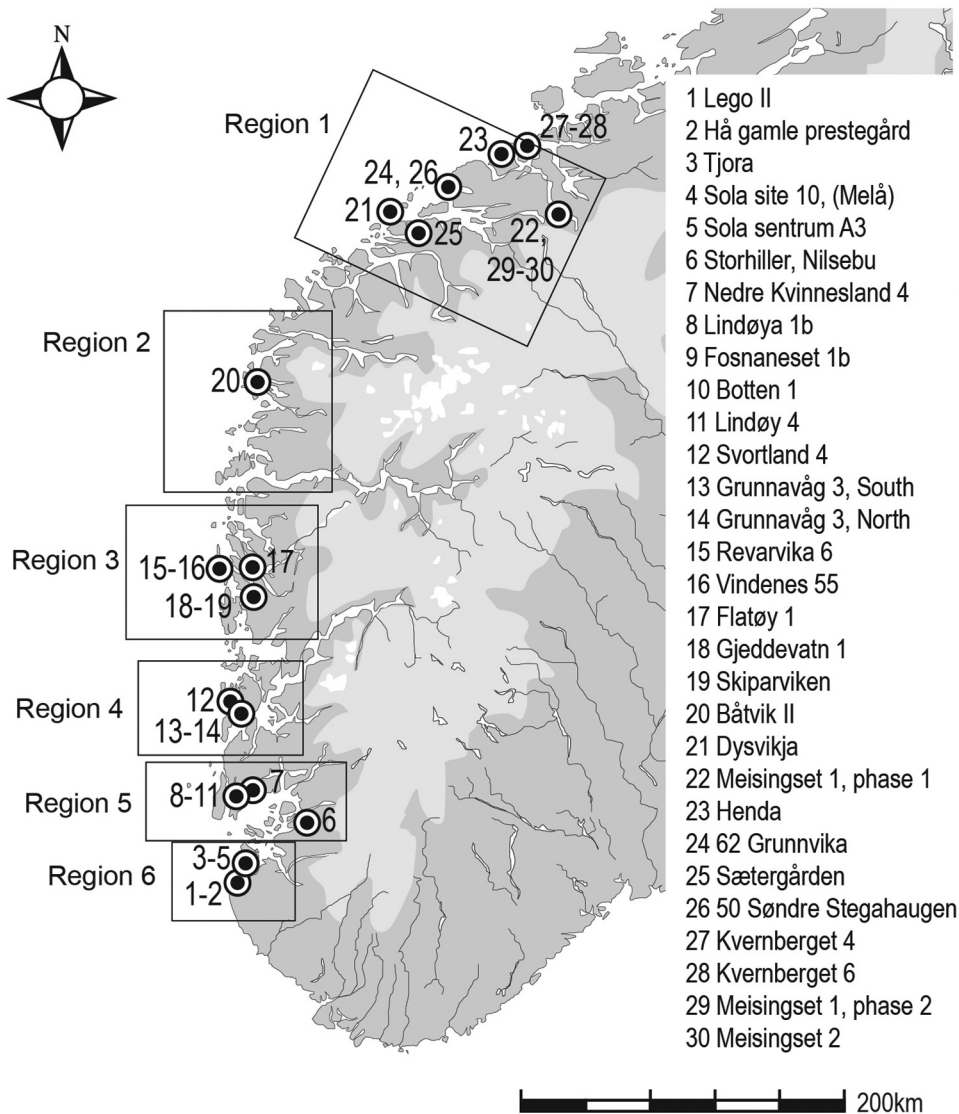 N
Region 1
27-28
23
24, 26
21
25
22,
29-30
Region 2
20
Region 3
15-16
17
18-19
Region 4
12
13-14
Region 5
8-11
7
6
Region 6
3-5
1-2
1 Lego II
2 Hå gamle prestegård
3 Tjora
4 Sola site 10, (Melå)
5 Sola sentrum A3
6 Storhiller, Nilsebu
7 Nedre Kvinnesland 4
8 Lindøya 1b
9 Fosnaneset 1b
10 Botten 1
11 Lindøy 4
12 Svortland 4
13 Grunnavåg 3, South
14 Grunnavåg 3, North
15 Revarvika 6
16 Vindenes 55
17 Flatøy 1
18 Gjeddevatn 1
19 Skiparviken
20 Båtvik II
21 Dysvikja
22 Meisingset 1, phase 1
23 Henda
24 62 Grunnvika
25 Sætergården
26 50 Søndre Stegahaugen
27 Kvernberget 4
28 Kvernberget 6
29 Meisingset 1, phase 2
30 Meisingset 2
200km